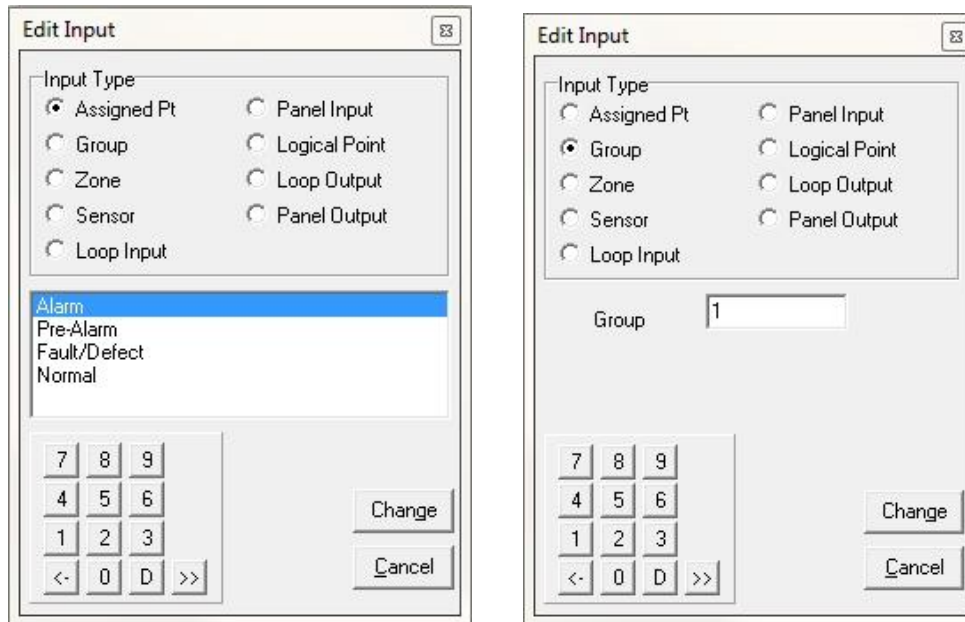 Edit Input
Input Type
Assigned Pt Panel Input
Group Logical Point
Zone Loop Output
Sensor Panel Output
Loop Input
Alarm
Pre-Alarm
Fault/Defect
Normal
7 8 9
4 5 6
1 2 3
<- 0 D >>
Change
Cancel
Edit Input
Input Type
Assigned Pt Panel Input
Group Logical Point
Zone Loop Output
Sensor Panel Output
Loop Input
Group 1
7 8 9
4 5 6
1 2 3
<- 0 D >>
Change
Cancel